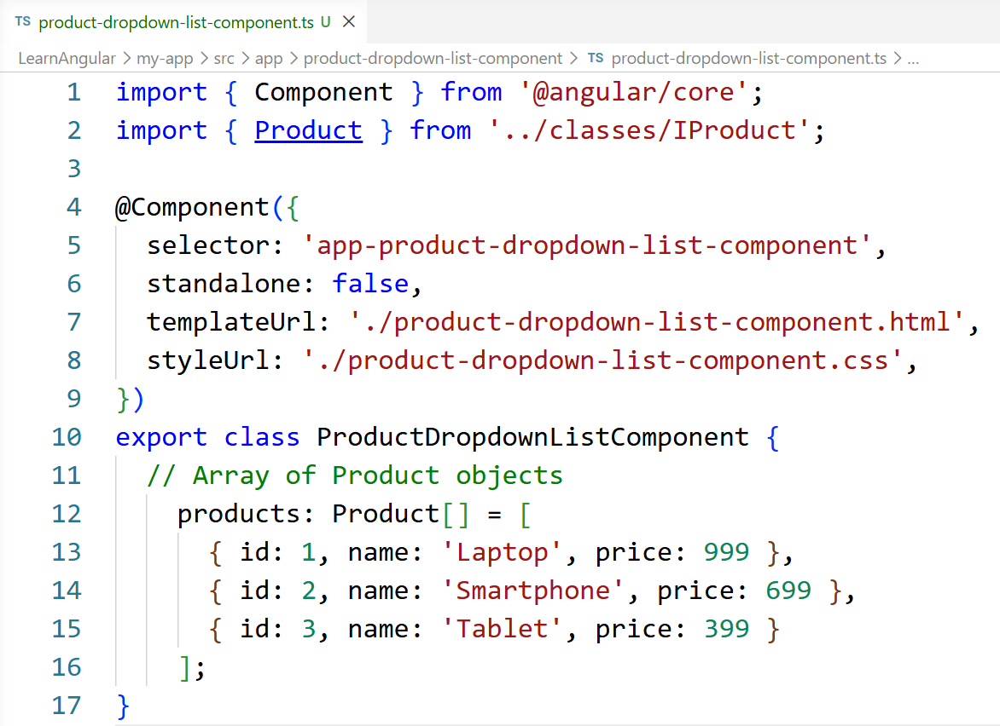 TS product-dropdown-list-component.ts U ×
LearnAngular > my-app > src > app > product-dropdown-list-component > TS product-dropdown-list-component.ts > ...
1 import { Component } from '@angular/core';
2 import { Product } from '../classes/IProduct';
3
4 @Component({
5   selector: 'app-product-dropdown-list-component',
6   standalone: false,
7   templateUrl: './product-dropdown-list-component.html',
8   styleUrl: './product-dropdown-list-component.css',
9 })
10 export class ProductDropdownListComponent {
11   // Array of Product objects
12     products: Product[] = [
13       { id: 1, name: 'Laptop', price: 999 },
14       { id: 2, name: 'Smartphone', price: 699 },
15       { id: 3, name: 'Tablet', price: 399 }
16     ];
17 }